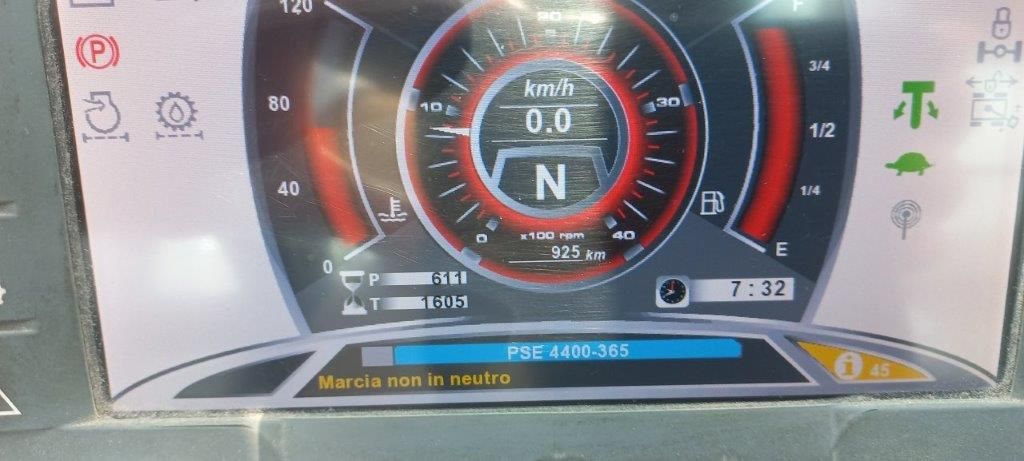 120
F
P
3/4
20
km/h
80
10
30
0.0
1/2
N
40
1/4
0
x100 rpm
40
925 km
E
0
P 611
T 1605
7 : 32
PSE 4400-365
Marcia non in neutro
i 45